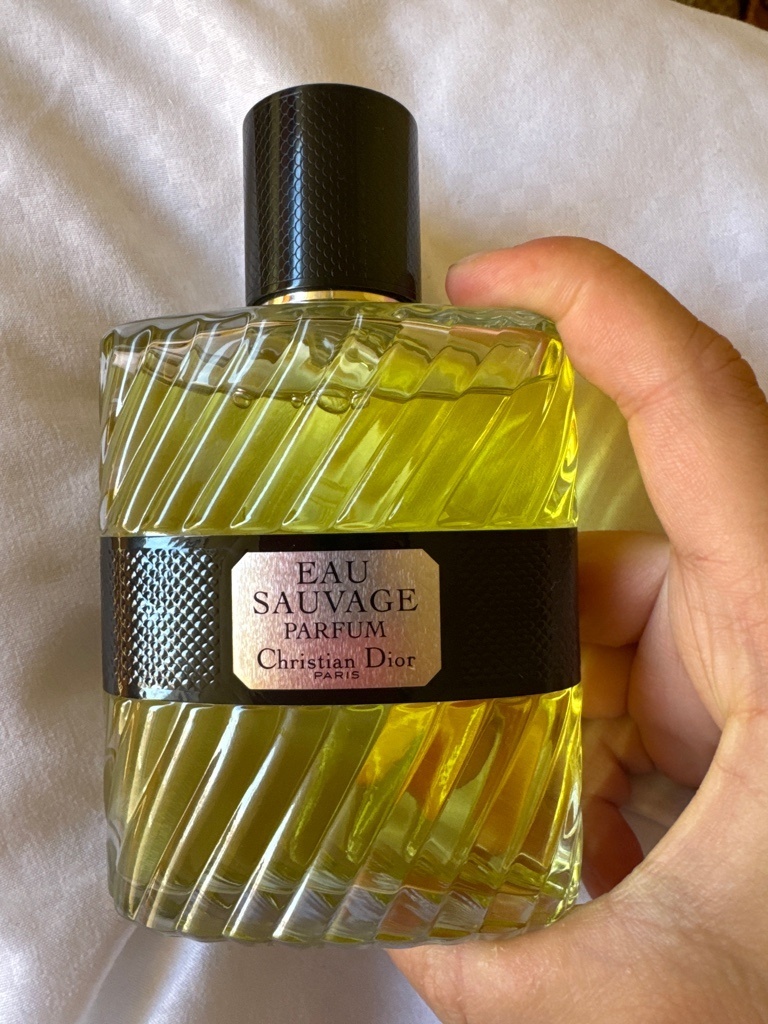 EAU
SAUVAGE
PARFUM
Christian Dior
PARIS